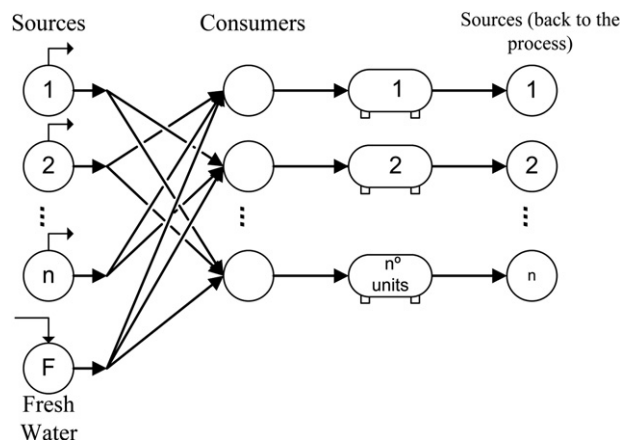 Sources
Consumers
Sources (back to the
process)
1
1
1
2
2
2
...
...
...
n
nº
units
n
F
Fresh
Water